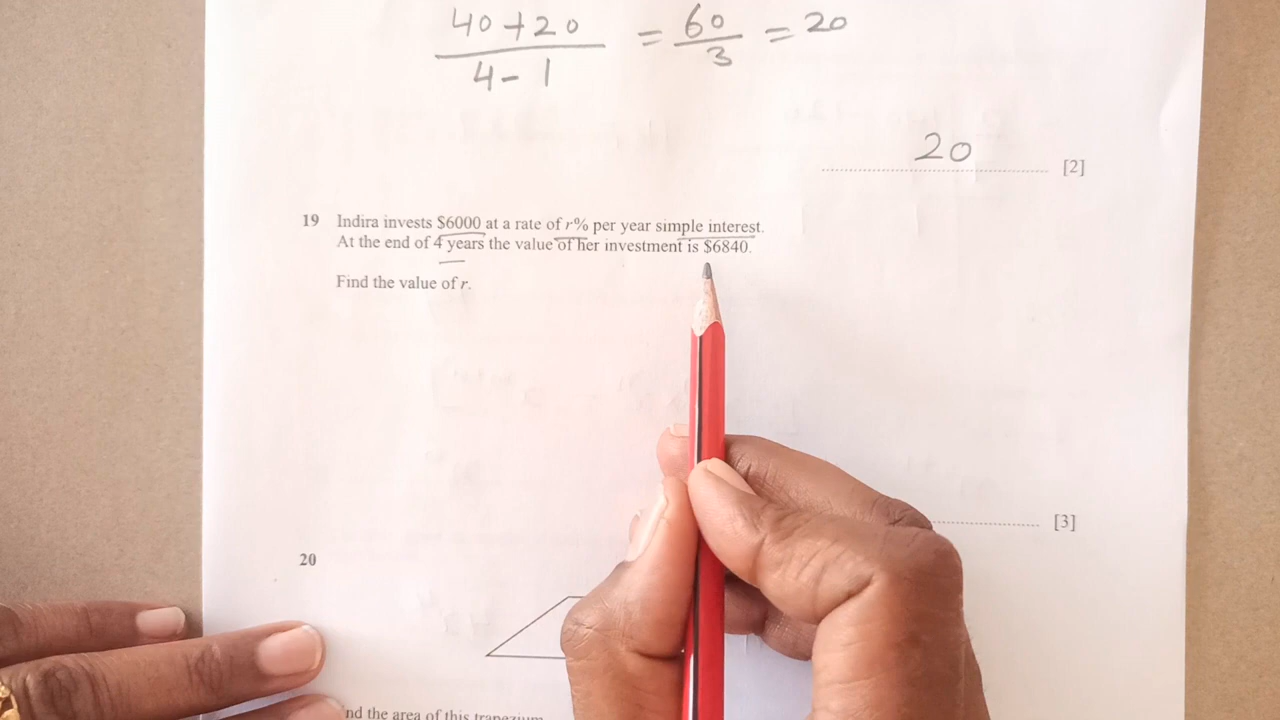 40+20 = 60 = 20
4-1 3
20
[2]
19 Indira invests $6000 at a rate of r% per year simple interest.
At the end of 4 years the value of her investment is $6840.
Find the value of r.
[3]
20
nd the area of this trapezium